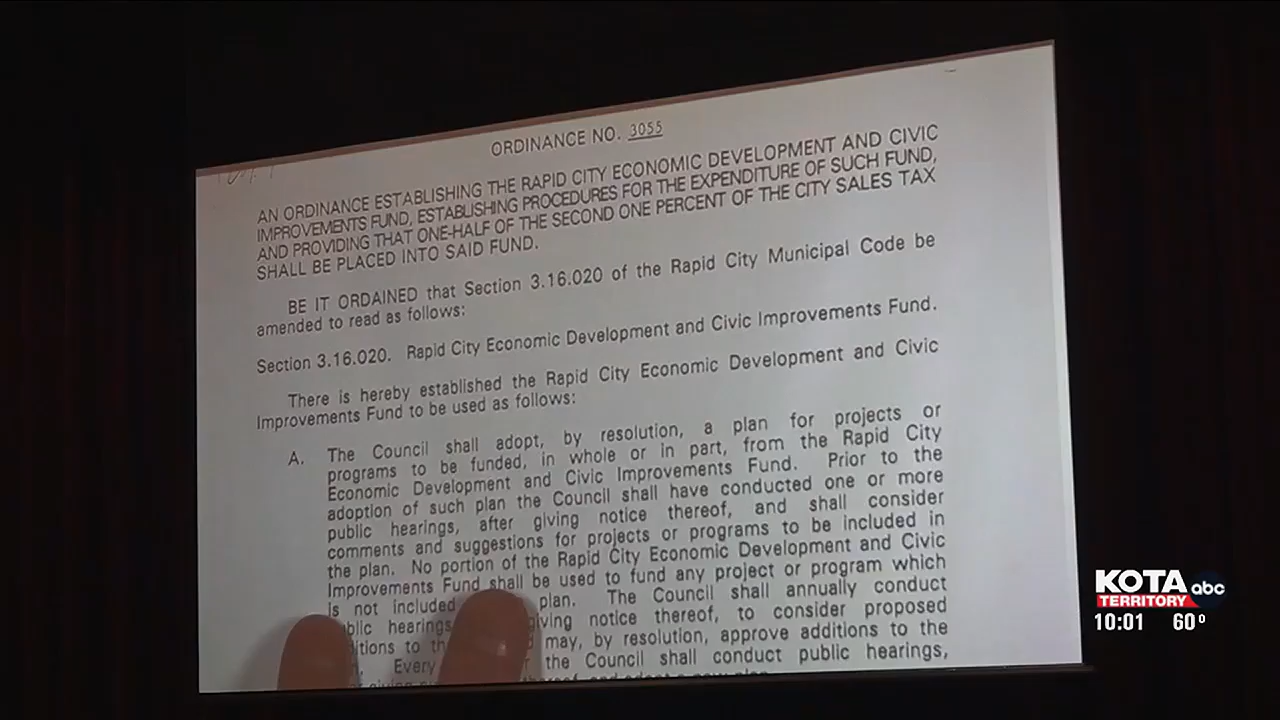 ORDINANCE NO. 3055
AN ORDINANCE ESTABLISHING THE RAPID CITY ECONOMIC DEVELOPMENT AND CIVIC
IMPROVEMENTS FUND, ESTABLISHING PROCEDURES FOR THE EXPENDITURE OF SUCH FUND,
AND PROVIDING THAT ONE-HALF OF THE SECOND ONE PERCENT OF THE CITY SALES TAX
SHALL BE PLACED INTO SAID FUND.
BE IT ORDAINED that Section 3.16.020 of the Rapid City Municipal Code be
amended to read as follows:
Section 3.16.020. Rapid City Economic Development and Civic Improvements Fund.
There is hereby established the Rapid City Economic Development and Civic
Improvements Fund to be used as follows:
A. The Council shall adopt, by resolution, a plan for projects or
programs to be funded, in whole or in part, from the Rapid City
Economic Development and Civic Improvements Fund. Prior to the
adoption of such plan the Council shall have conducted one or more
public hearings, after giving notice thereof, and shall consider
comments and suggestions for projects or programs to be included in
the plan. No portion of the Rapid City Economic Development and Civic
Improvements Fund shall be used to fund any project or program which
is not included plan. The Council shall annually conduct
hearings giving notice thereof, to consider proposed
to may, by resolution, approve additions to the
Every the Council shall conduct public hearings,
KOTA abc
TERRITORY
10:01 60°